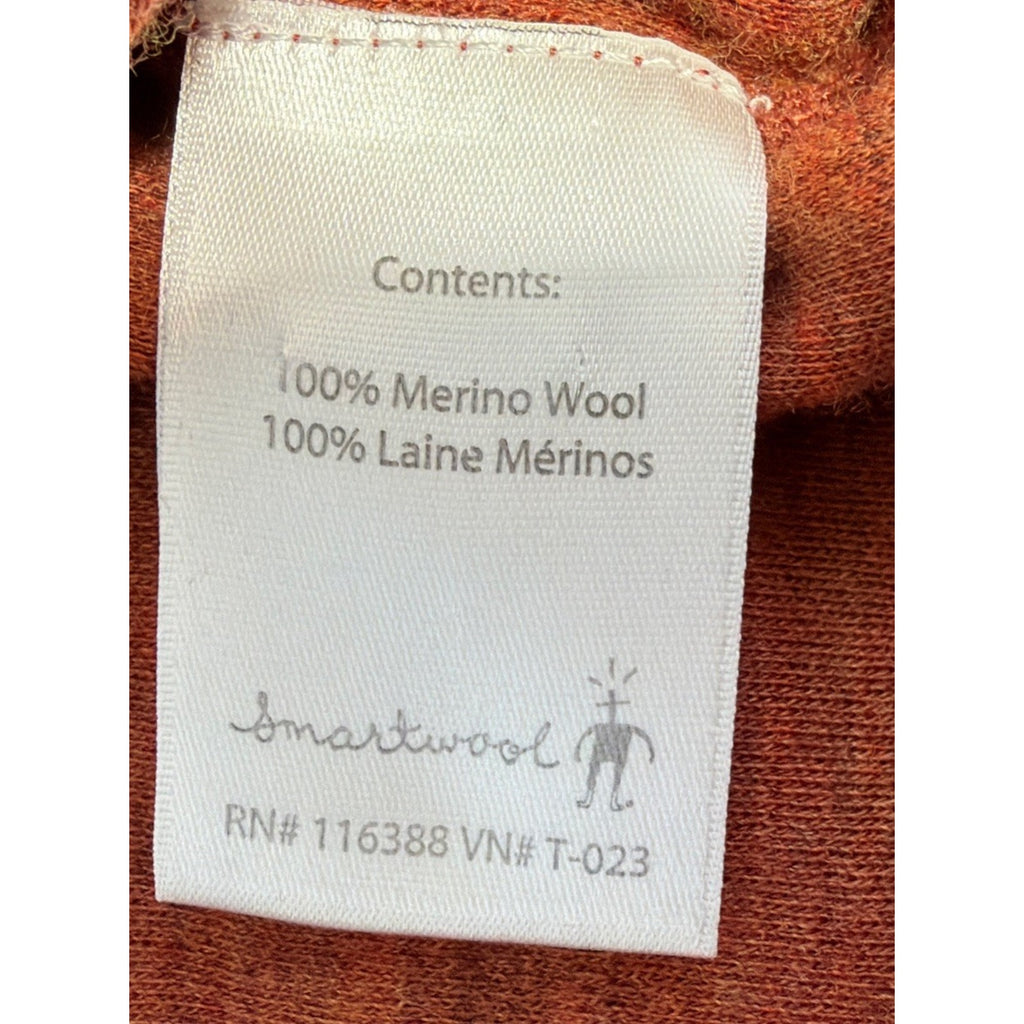 Contents:
100% Merino Wool
100% Laine Mérinos
Smartwool
RN# 116388 VN# T-023